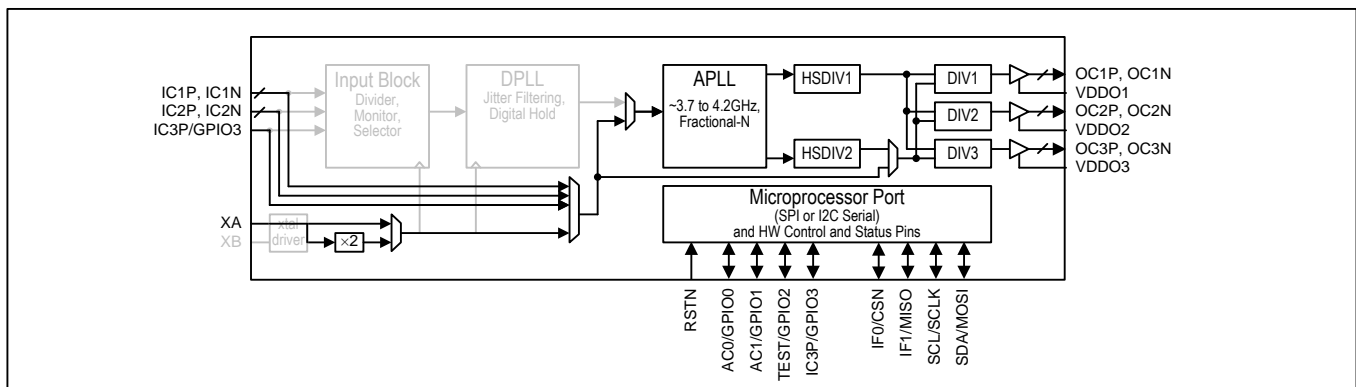 IC1P, IC1N
IC2P, IC2N
IC3P/GPIO3
XA
XB
xtal
driver
×2
Input Block
Divider,
Monitor,
Selector
DPLL
Jitter Filtering,
Digital Hold
APLL
~3.7 to 4.2GHz,
Fractional-N
HSDIV1
HSDIV2
DIV1
DIV2
DIV3
OC1P, OC1N
VDDO1
OC2P, OC2N
VDDO2
OC3P, OC3N
VDDO3
Microprocessor Port
(SPI or I2C Serial)
and HW Control and Status Pins
RSTN
AC0/GPIO0
AC1/GPIO1
TEST/GPIO2
IC3P/GPIO3
IF0/CSN
IF1/MISO
SCL/SCLK
SDA/MOSI